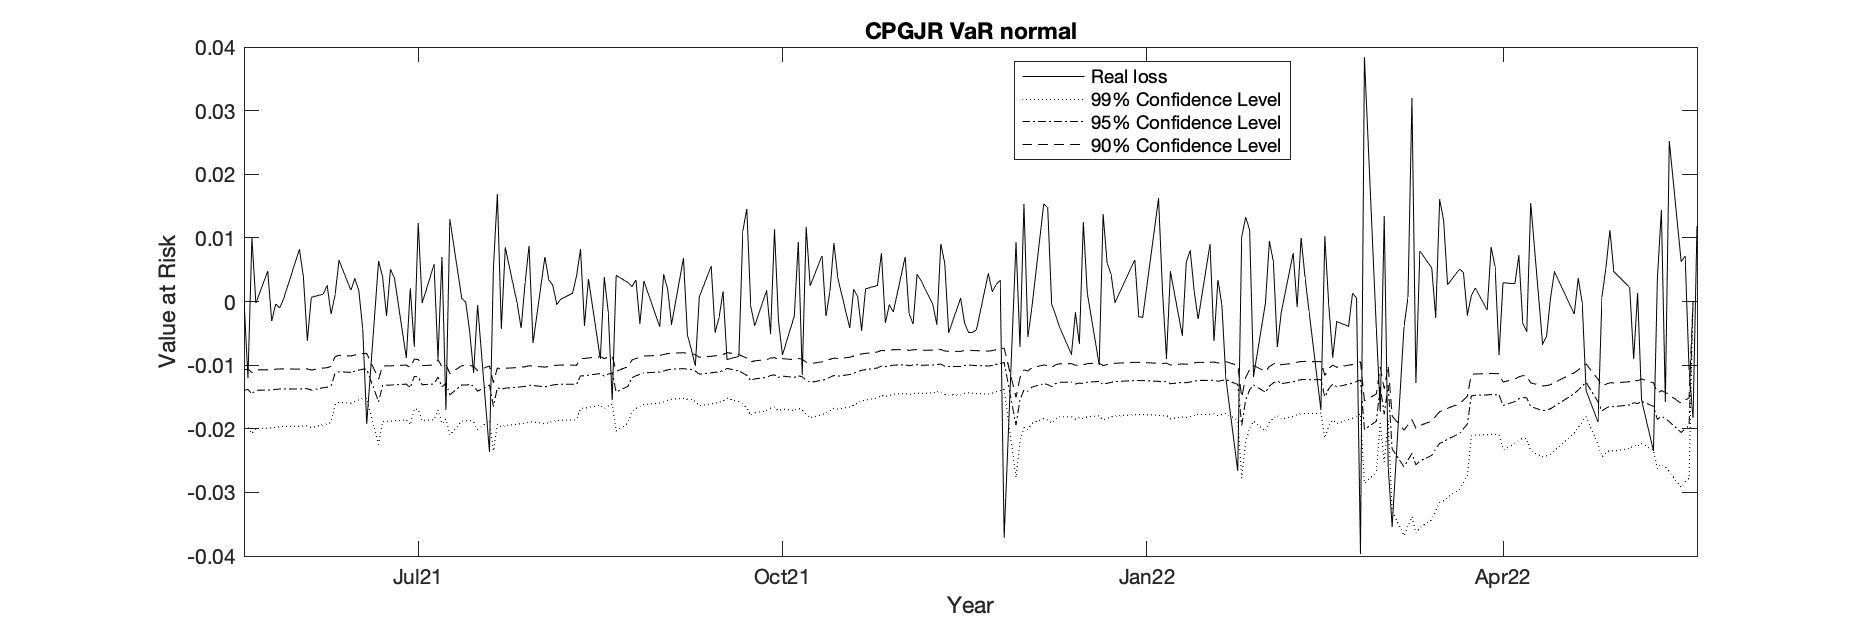 CPGJR VaR normal
0.04
0.03
0.02
0.01
0
-0.01
-0.02
-0.03
-0.04
Value at Risk
Real loss
99% Confidence Level
95% Confidence Level
90% Confidence Level
Jul21
Oct21
Jan22
Apr22
Year